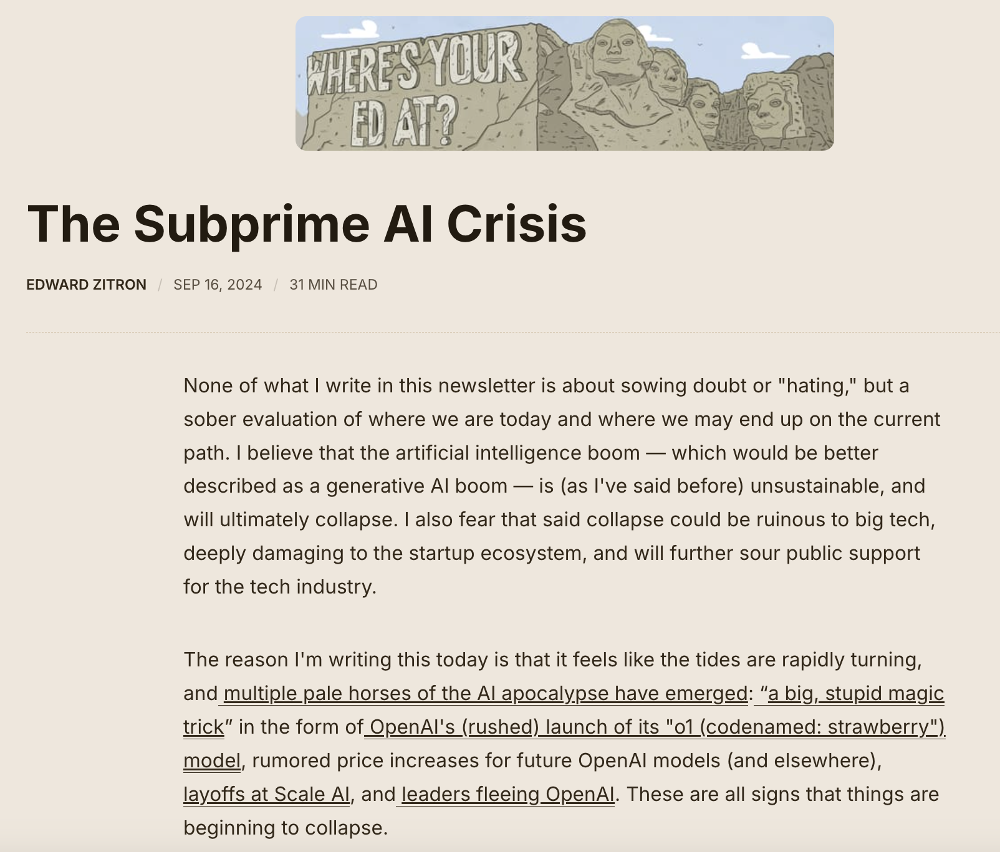 WHERE'S YOUR
ED AT?
The Subprime AI Crisis
EDWARD ZITRON / SEP 16, 2024 / 31 MIN READ
None of what I write in this newsletter is about sowing doubt or "hating," but a
sober evaluation of where we are today and where we may end up on the current
path. I believe that the artificial intelligence boom — which would be better
described as a generative AI boom — is (as I've said before) unsustainable, and
will ultimately collapse. I also fear that said collapse could be ruinous to big tech,
deeply damaging to the startup ecosystem, and will further sour public support
for the tech industry.
The reason I'm writing this today is that it feels like the tides are rapidly turning,
and multiple pale horses of the AI apocalypse have emerged: “a big, stupid magic
trick” in the form of OpenAI's (rushed) launch of its "o1 (codenamed: strawberry")
model, rumored price increases for future OpenAI models (and elsewhere),
layoffs at Scale AI, and leaders fleeing OpenAI. These are all signs that things are
beginning to collapse.